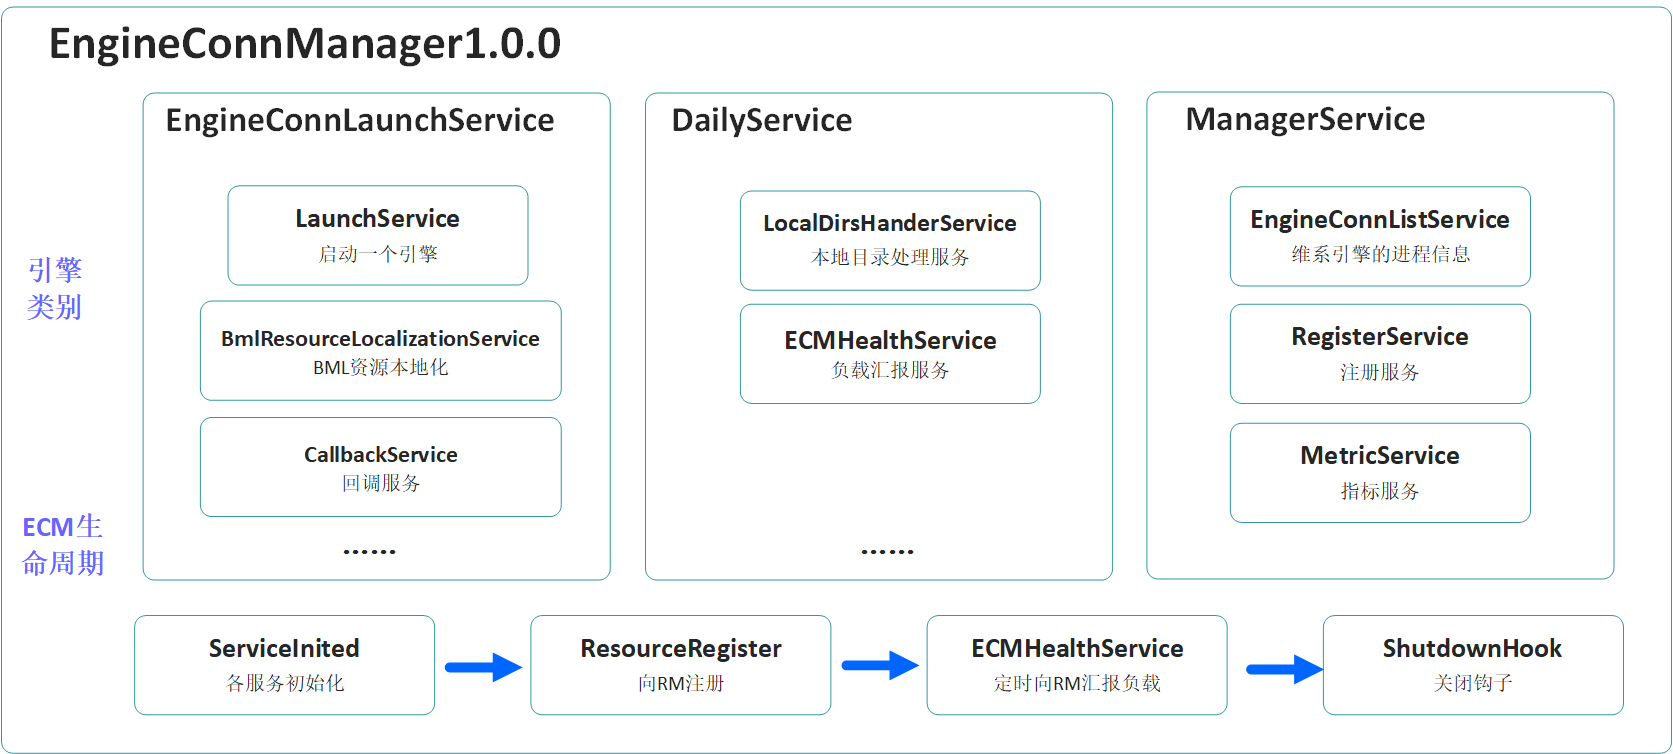 EngineConnManager1.0.0
EngineConnLaunchService
LaunchService
启动一个引擎
BmlResourceLocalizationService
BML资源本地化
CallbackService
回调服务
……
DailyService
LocalDirsHanderService
本地目录处理服务
ECMHealthService
负载汇报服务
……
ManagerService
EngineConnListService
维系引擎的进程信息
RegisterService
注册服务
MetricService
指标服务
引擎
类别
ECM生
命周期
ServiceInited
各服务初始化
ResourceRegister
向RM注册
ECMHealthService
定时向RM汇报负载
ShutdownHook
关闭钩子